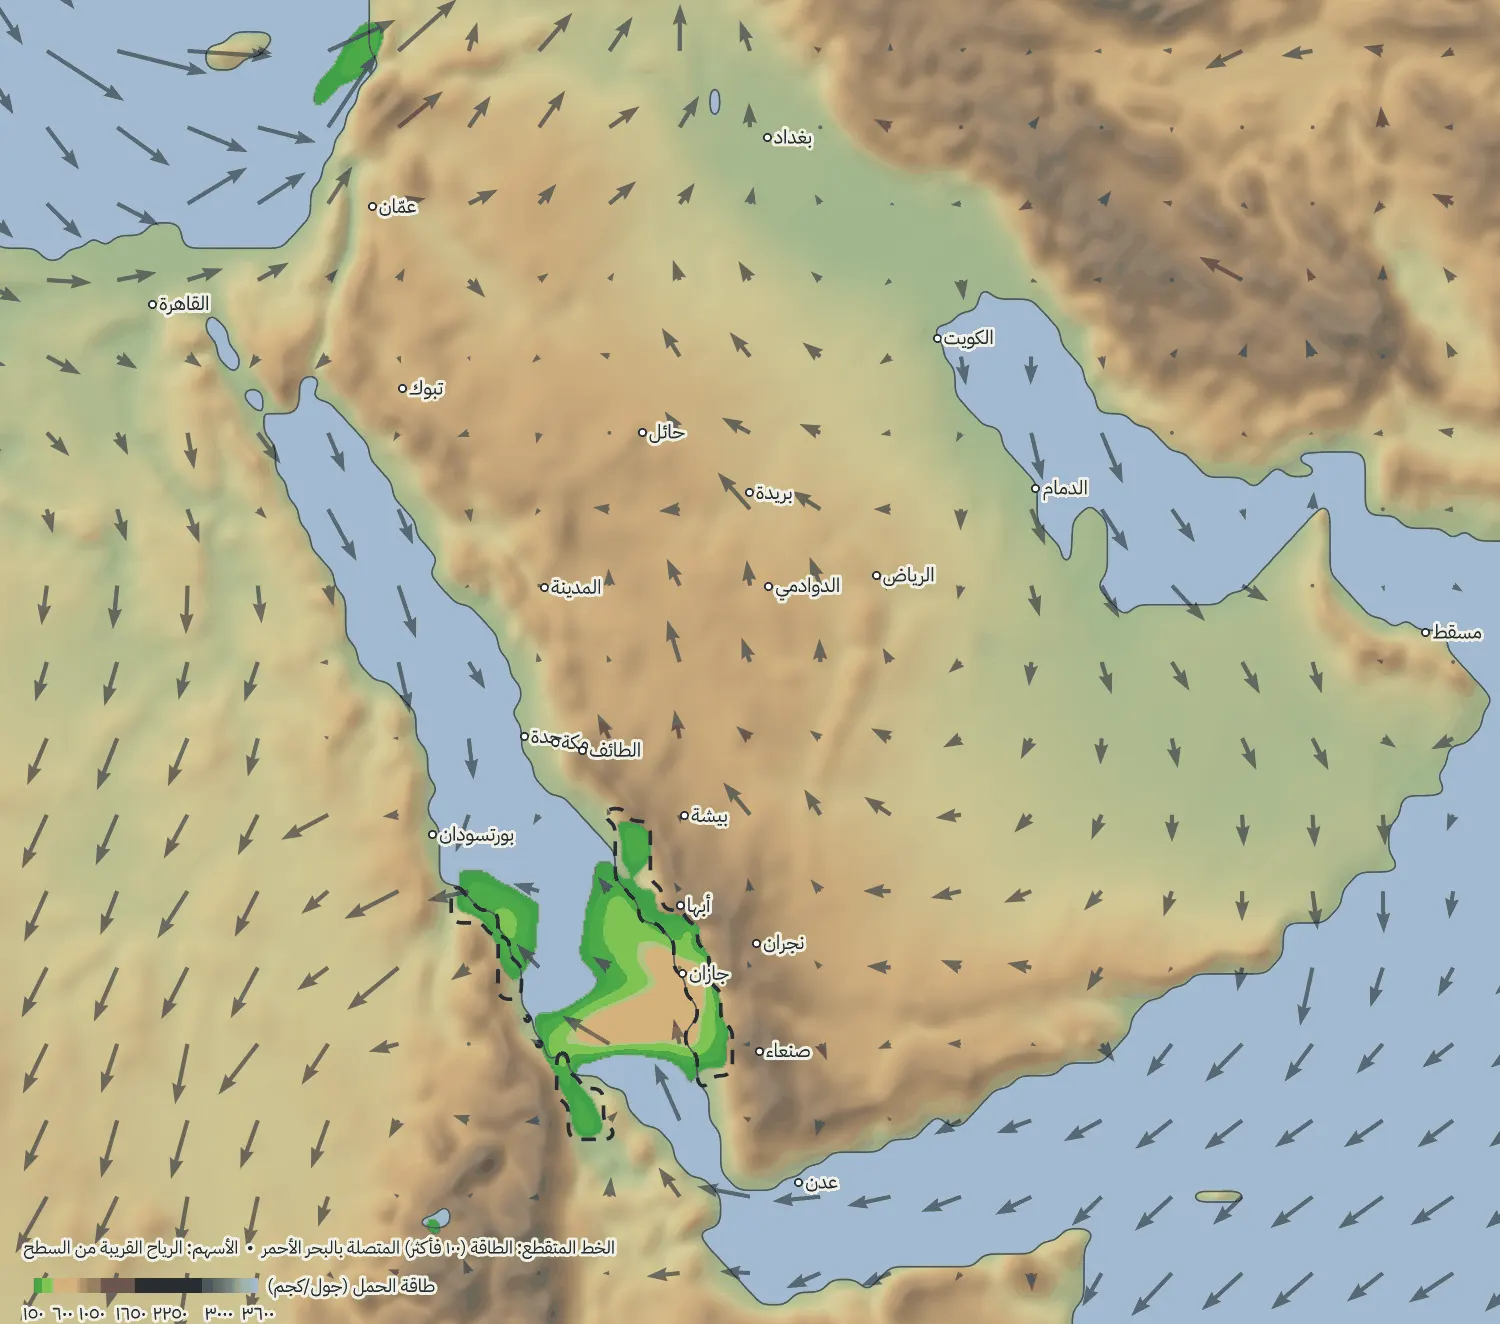 بغداد
عمّان
القاهرة
الكويت
تبوك
حائل
بريدة
الدمام
الرياض
الدوادمي
المدينة
مسقط
جدة
مكة
الطائف
بيشة
بورتسودان
أبها
نجران
جازان
صنعاء
عدن
الخط المتقطع: الطاقة (١٠٠ فأكثر) المتصلة بالبحر الأحمر • الأسهم: الرياح القريبة من السطح
طاقة الحمل (جول/كجم)
١٥٠ ٦٠٠ ١٠٥٠ ١٦٥٠ ٢٢٥٠ ٣٠٠٠ ٣٦٠٠